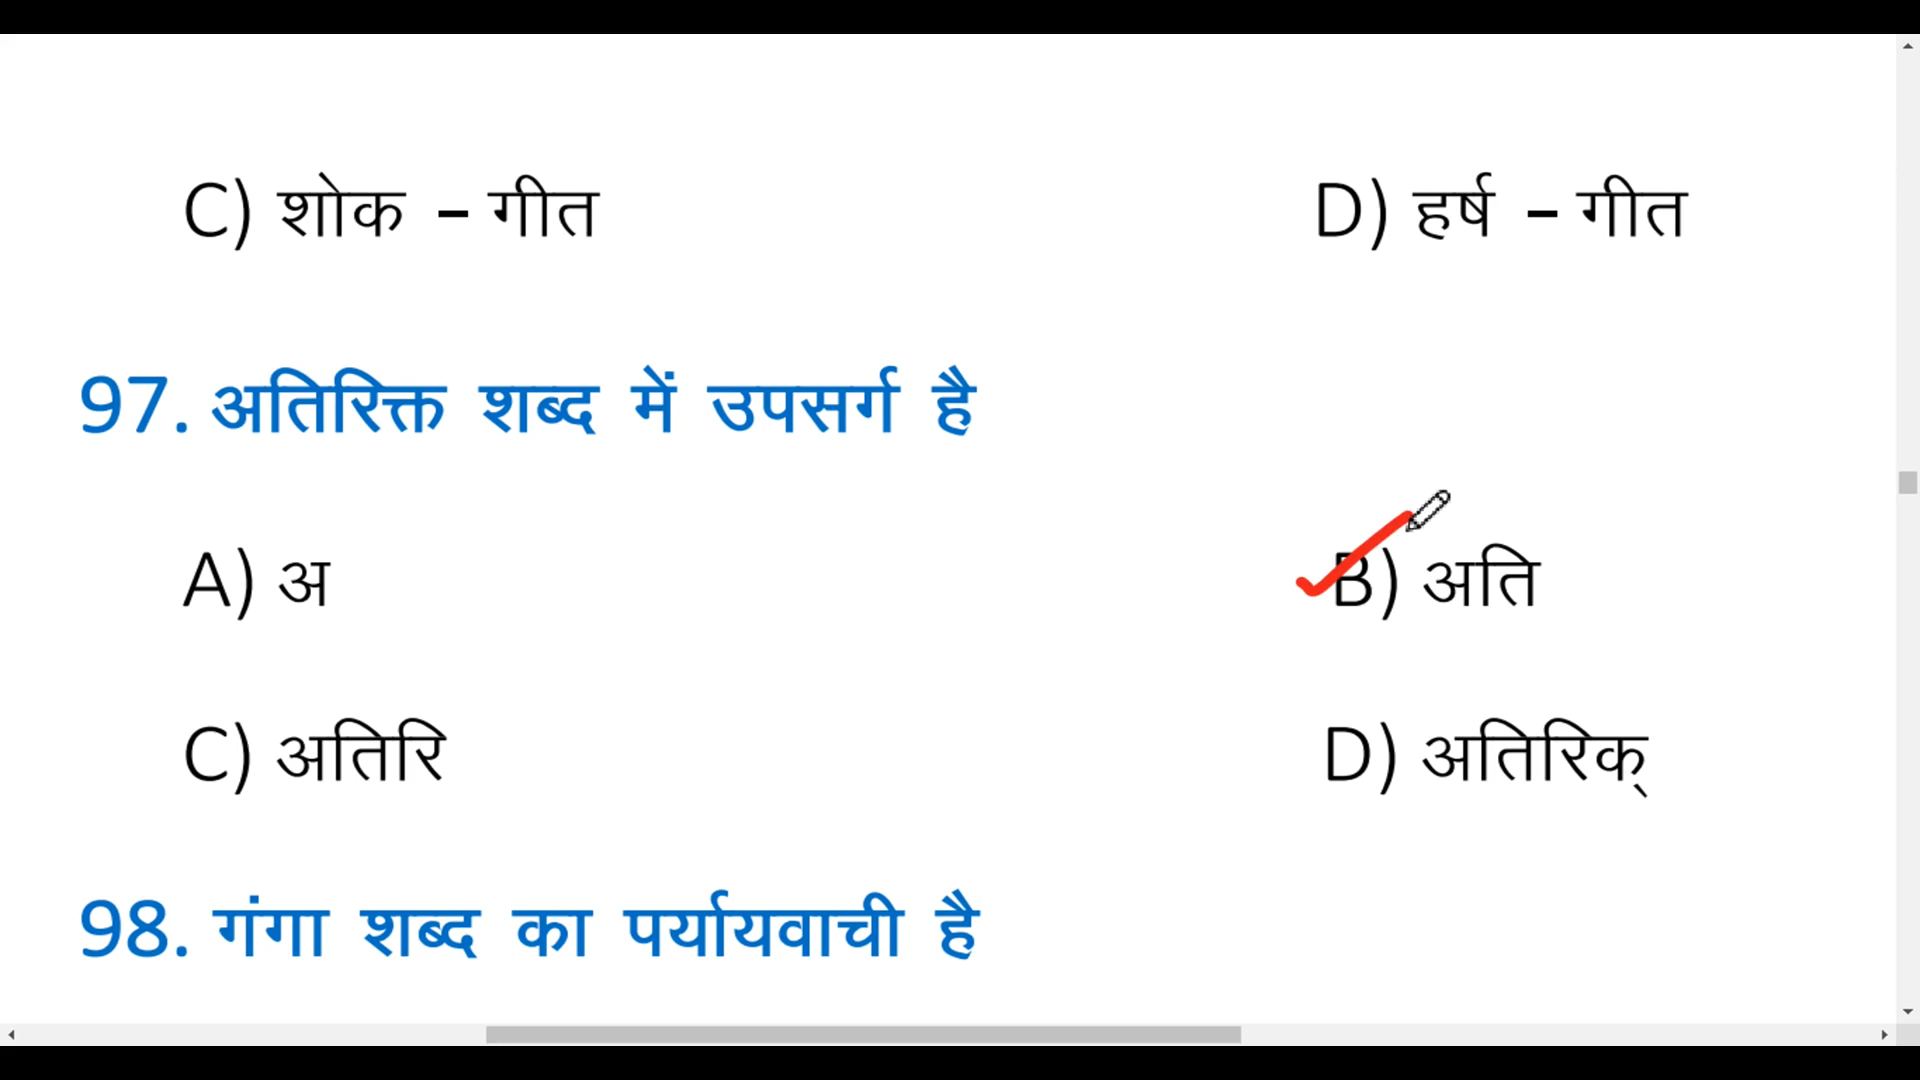 C) शोक – गीत D) हर्ष – गीत
97. अतिरिक्त शब्द में उपसर्ग है
A) अ B) अति
C) अतिरि D) अतिरिक्
98. गंगा शब्द का पर्यायवाची है